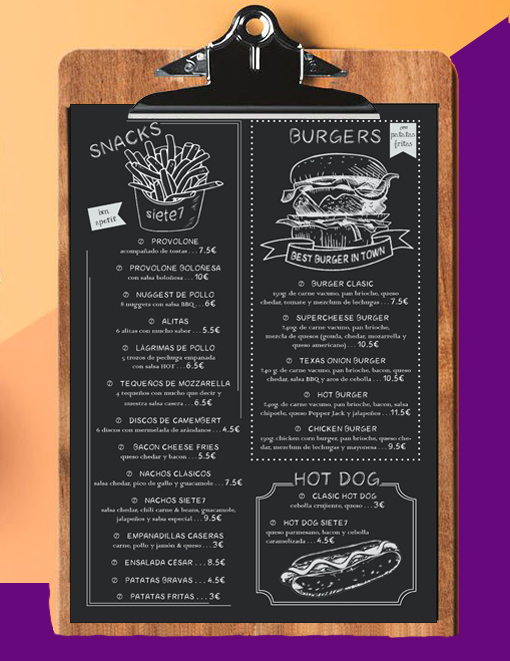 SNACKS
siete7
bon
apetit
PROVOLONE
acompañado de tostas . . . 7.5€
PROVOLONE BOLOÑESA
con salsa boloñesa . . . 10€
NUGGEST DE POLLO
8 nuggets con salsa BBQ . . . 6€
ALITAS
6 alitas con mucho sabor . . . 5.5€
LÁGRIMAS DE POLLO
5 trozos de pechuga empanada
con salsa HOT . . . 6.5€
TEQUEÑOS DE MOZZARELLA
4 tequeños con mucho que decir y
nuestra salsa casera . . . 6.5€
DISCOS DE CAMEMBERT
6 discos con mermelada de arándanos . . . 4.5€
BACON CHEESE FRIES
queso chedar y bacon . . . 5.5€
NACHOS CLÁSICOS
salsa chedar, pico de gallo y guacamole . . . 7.5€
NACHOS SIETE7
salsa chedar, chili carne & beans, guacamole,
jalapeños y salsa especial . . . 9.5€
EMPANADILLAS CASERAS
carne, pollo y jamón & queso . . . 3€
ENSALADA CÉSAR . . . 8.5€
PATATAS BRAVAS . . . 4.5€
PATATAS FRITAS . . . 3€
BURGERS
con
patatas
fritas
BEST BURGER IN TOWN
BURGER CLASIC
150g de carne vacuno, pan brioche, queso
chedar, tomate y mezclum de lechugas . . . 7.5€
SUPERCHEESE BURGER
240g de carne vacuno, pan brioche,
mezcla de quesos (gouda, chedar, mozarrella y
queso americano) . . . 10.5€
TEXAS ONION BURGER
240 g de carne vacuno, pan brioche, bacon, queso
chedar, salsa BBQ y aros de cebolla . . . 10.5€
HOT BURGER
240g de carne vacuno, pan brioche, bacon, salsa
chipotle, queso Pepper Jack y jalapeños . . . 11.5€
CHICKEN BURGER
150g chicken corn burger, pan brioche, queso che-
dar, mezclum de lechugas y mayonesa . . . 9.5€
HOT DOG
CLASIC HOT DOG
cebolla crujiente, queso . . . 3€
HOT DOG SIETE7
queso parmesano, bacon y cebolla
caramelizada . . . 4.5€